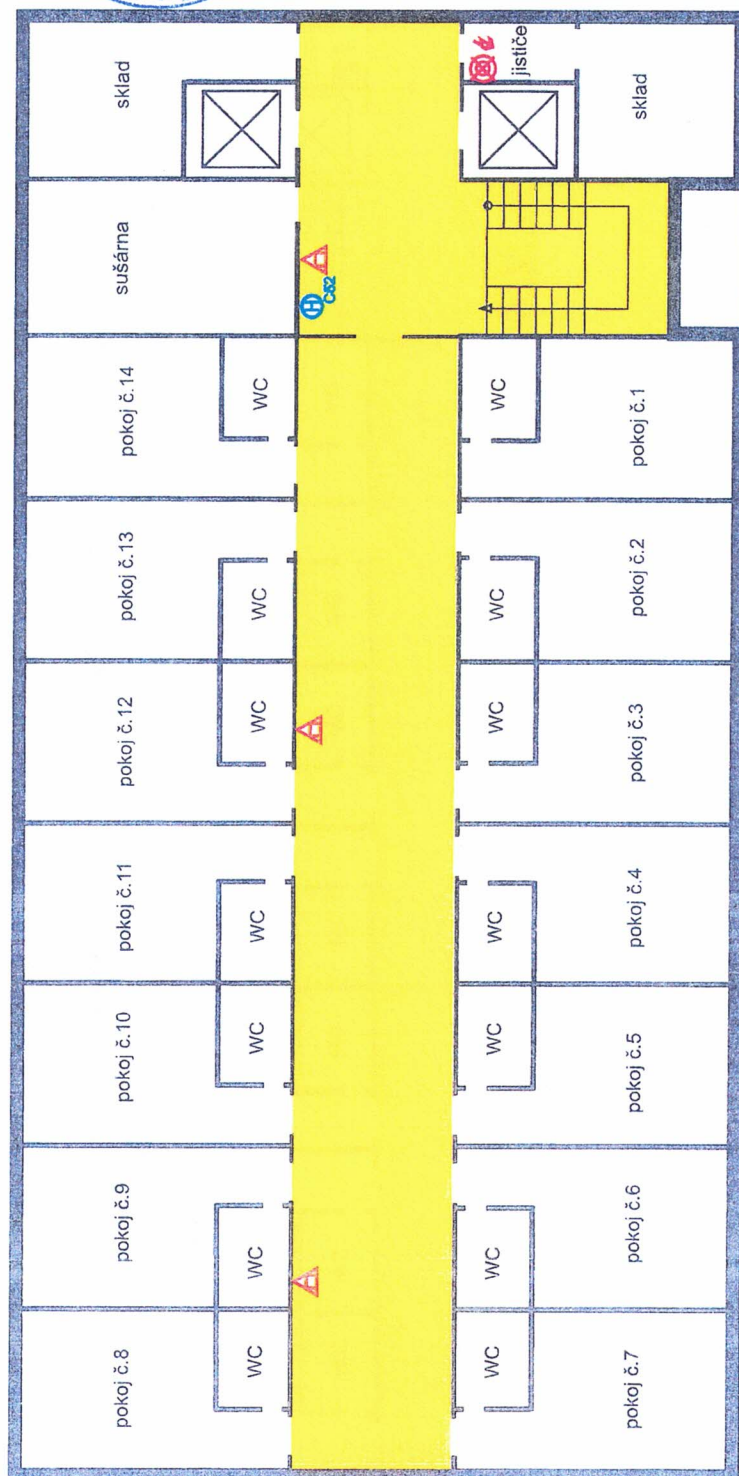 sklad
sušárna
pokoj č.14
pokoj č.13
pokoj č.12
pokoj č.11
pokoj č.10
pokoj č.9
pokoj č.8
WC
WC
WC
WC
WC
WC
WC
H
C52
WC
WC
WC
WC
WC
WC
WC
jističe
sklad
pokoj č.1
pokoj č.2
pokoj č.3
pokoj č.4
pokoj č.5
pokoj č.6
pokoj č.7